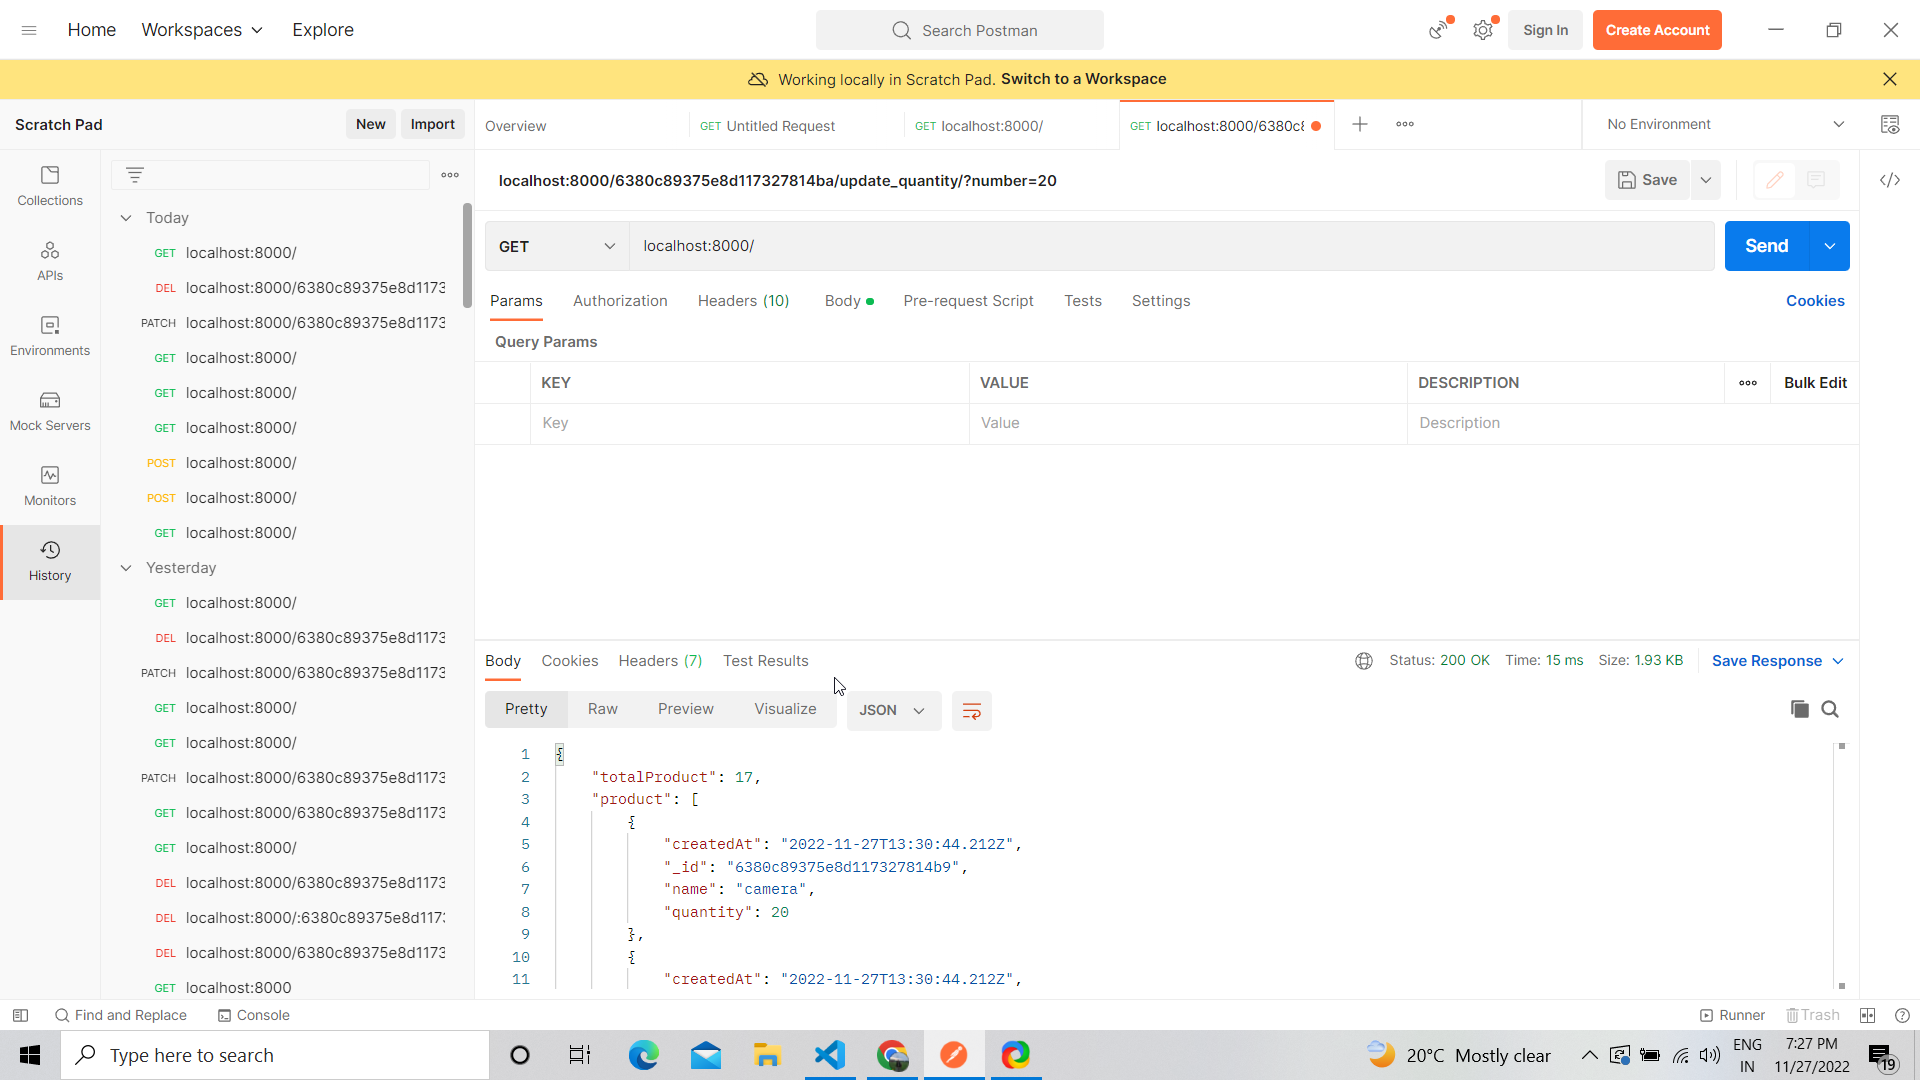 Home Workspaces Explore Search Postman Sign In Create Account
Working locally in Scratch Pad. Switch to a Workspace
Scratch Pad New Import Overview GET Untitled Request GET localhost:8000/ GET localhost:8000/6380c8 No Environment
localhost:8000/6380c89375e8d117327814ba/update_quantity/?number=20 Save
GET localhost:8000/ Send
Params Authorization Headers (10) Body Pre-request Script Tests Settings Cookies
Query Params
KEY VALUE DESCRIPTION Bulk Edit
Key Value Description
Collections
APIs
Environments
Mock Servers
Monitors
History
Today
GET localhost:8000/
DEL localhost:8000/6380c89375e8d1173
PATCH localhost:8000/6380c89375e8d1173
GET localhost:8000/
GET localhost:8000/
GET localhost:8000/
POST localhost:8000/
POST localhost:8000/
GET localhost:8000/
Yesterday
GET localhost:8000/
DEL localhost:8000/6380c89375e8d1173
PATCH localhost:8000/6380c89375e8d1173
GET localhost:8000/
GET localhost:8000/
PATCH localhost:8000/6380c89375e8d1173
GET localhost:8000/6380c89375e8d1173
GET localhost:8000/
DEL localhost:8000/6380c89375e8d1173
DEL localhost:8000/:6380c89375e8d117
DEL localhost:8000/6380c89375e8d1173
GET localhost:8000
Body Cookies Headers (7) Test Results Status: 200 OK Time: 15 ms Size: 1.93 KB Save Response
Pretty Raw Preview Visualize JSON
1 {
2 "totalProduct": 17,
3 "product": [
4 {
5 "createdAt": "2022-11-27T13:30:44.212Z",
6 "_id": "6380c89375e8d117327814b9",
7 "name": "camera",
8 "quantity": 20
9 },
10 {
11 "createdAt": "2022-11-27T13:30:44.212Z",
Find and Replace Console Runner Trash
Type here to search 20°C Mostly clear ENG IN 7:27 PM 11/27/2022 19